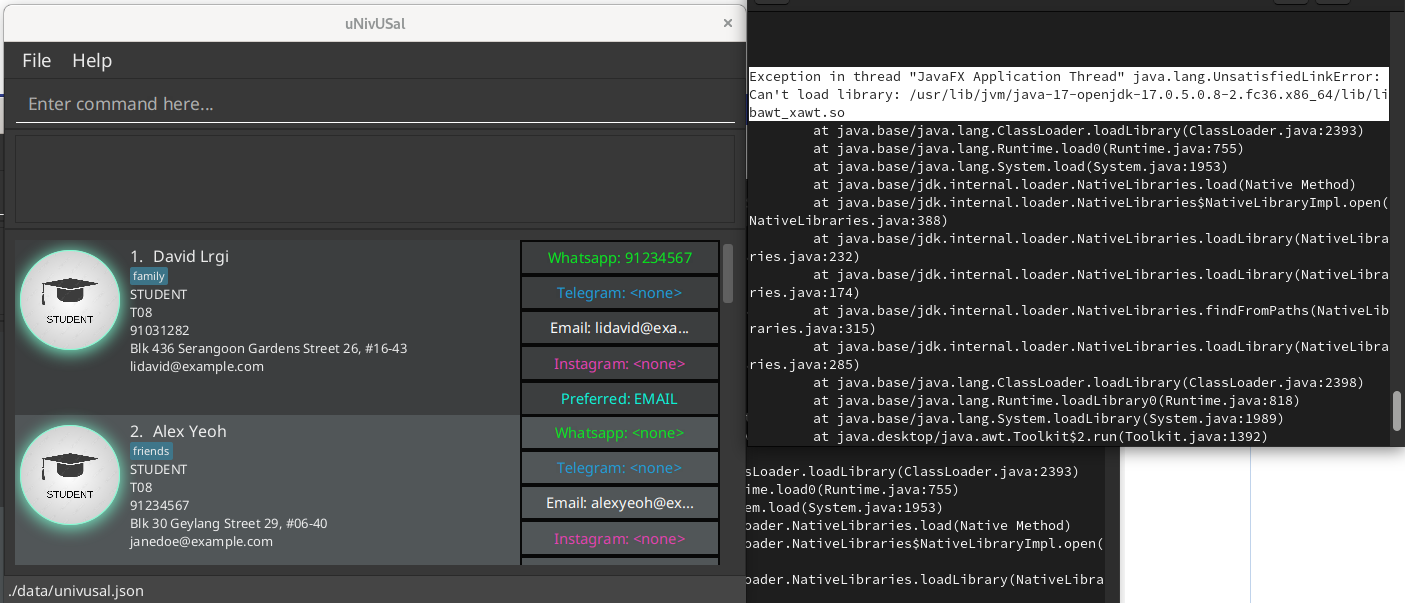 uNivUSal
×
File Help
Enter command here...
STUDENT
1. David Lrgi
family
STUDENT
T08
91031282
Blk 436 Serangoon Gardens Street 26, #16-43
lidavid@example.com
Whatsapp: 91234567
Telegram: <none>
Email: lidavid@exa...
Instagram: <none>
Preferred: EMAIL
STUDENT
2. Alex Yeoh
friends
STUDENT
T08
91234567
Blk 30 Geylang Street 29, #06-40
janedoe@example.com
Whatsapp: <none>
Telegram: <none>
Email: alexyeoh@ex...
Instagram: <none>
./data/univusal.json
Exception in thread "JavaFX Application Thread" java.lang.UnsatisfiedLinkError:
Can't load library: /usr/lib/jvm/java-17-openjdk-17.0.5.0.8-2.fc36.x86_64/lib/li
bawt_xawt.so
at java.base/java.lang.ClassLoader.loadLibrary(ClassLoader.java:2393)
at java.base/java.lang.Runtime.load0(Runtime.java:755)
at java.base/java.lang.System.load(System.java:1953)
at java.base/jdk.internal.loader.NativeLibraries.load(Native Method)
at java.base/jdk.internal.loader.NativeLibraries$NativeLibraryImpl.open(
NativeLibraries.java:388)
at java.base/jdk.internal.loader.NativeLibraries.loadLibrary(NativeLibra
ries.java:232)
at java.base/jdk.internal.loader.NativeLibraries.loadLibrary(NativeLibra
ries.java:174)
at java.base/jdk.internal.loader.NativeLibraries.findFromPaths(NativeLib
raries.java:315)
at java.base/jdk.internal.loader.NativeLibraries.loadLibrary(NativeLibra
ries.java:285)
at java.base/java.lang.ClassLoader.loadLibrary(ClassLoader.java:2398)
at java.base/java.lang.Runtime.loadLibrary0(Runtime.java:818)
at java.base/java.lang.System.loadLibrary(System.java:1989)
at java.desktop/java.awt.Toolkit$2.run(Toolkit.java:1392)
sLoader.loadLibrary(ClassLoader.java:2393)
ime.load0(Runtime.java:755)
em.load(System.java:1953)
oader.NativeLibraries.load(Native Method)
oader.NativeLibraries$NativeLibraryImpl.open(
oader.NativeLibraries.loadLibrary(NativeLibra